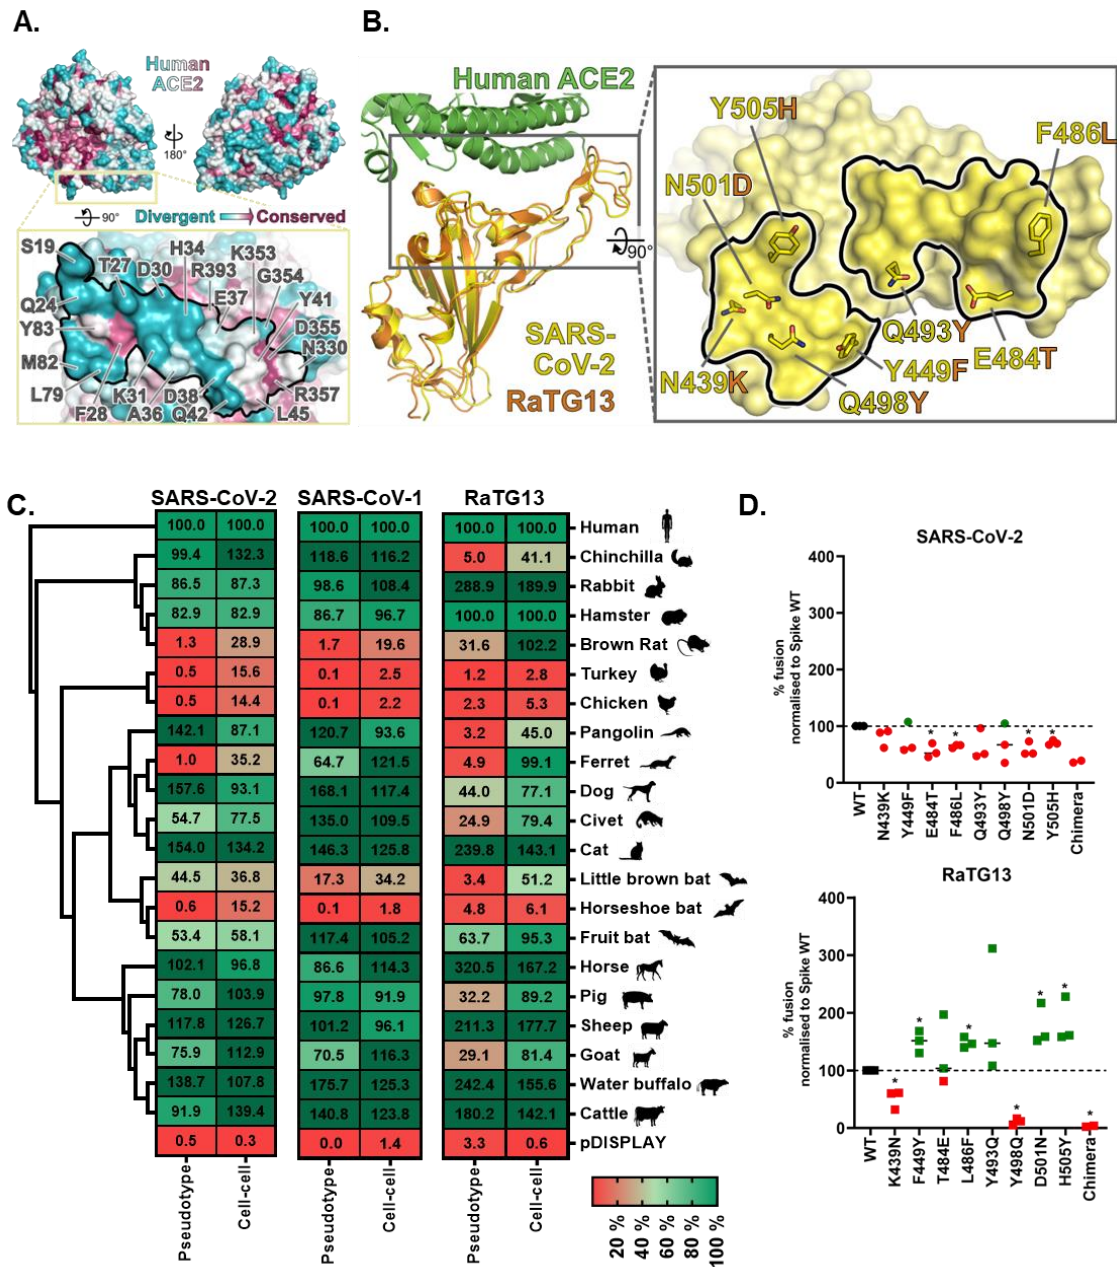 A.
Human
ACE2
180°
90°
Divergent
Conserved
S19
T27
D30
H34
R393
K353
G354
Q24
E37
Y41
Y83
D355
N330
M82
L79
K31
D38
R357
F28
A36
Q42
L45
B.
Human ACE2
SARS-
CoV-2
RaTG13
90°
Y505H
F486L
N501D
Q493Y
N439K
Y449F
E484T
Q498Y
C.
SARS-CoV-2 SARS-CoV-1 RaTG13
100.0 100.0 100.0 100.0 100.0 100.0 Human
99.4 132.3 118.6 116.2 5.0 41.1 Chinchilla
86.5 87.3 98.6 108.4 288.9 189.9 Rabbit
82.9 82.9 86.7 96.7 100.0 100.0 Hamster
1.3 28.9 1.7 19.6 31.6 102.2 Brown Rat
0.5 15.6 0.1 2.5 1.2 2.8 Turkey
0.5 14.4 0.1 2.2 2.3 5.3 Chicken
142.1 87.1 120.7 93.6 3.2 45.0 Pangolin
1.0 35.2 64.7 121.5 4.9 99.1 Ferret
157.6 93.1 168.1 117.4 44.0 77.1 Dog
54.7 77.5 135.0 109.5 24.9 79.4 Civet
154.0 134.2 146.3 125.8 239.8 143.1 Cat
44.5 36.8 17.3 34.2 3.4 51.2 Little brown bat
0.6 15.2 0.1 1.8 4.8 6.1 Horseshoe bat
53.4 58.1 117.4 105.2 63.7 95.3 Fruit bat
102.1 96.8 86.6 114.3 320.5 167.2 Horse
78.0 103.9 97.8 91.9 32.2 89.2 Pig
117.8 126.7 101.2 96.1 211.3 177.7 Sheep
75.9 112.9 70.5 116.3 29.1 81.4 Goat
138.7 107.8 175.7 125.3 242.4 155.6 Water buffalo
91.9 139.4 140.8 123.8 180.2 142.1 Cattle
0.5 0.3 0.0 1.4 3.3 0.6 pDISPLAY
Pseudotype Cell-cell Pseudotype Cell-cell Pseudotype Cell-cell
20 % 40 % 60 % 80 % 100 %
D.
SARS-CoV-2
% fusion
normalised to Spike WT
400
300
200
100
0
* * * *
WT N439K Y449F E484T F486L Q493Y Q498Y N501D Y505H Chimera
RaTG13
% fusion
normalised to Spike WT
400
300
200
100
0
* * * * * * *
WT K439N F449Y T484E L486F Y493Q Y498Q D501N H505Y Chimera